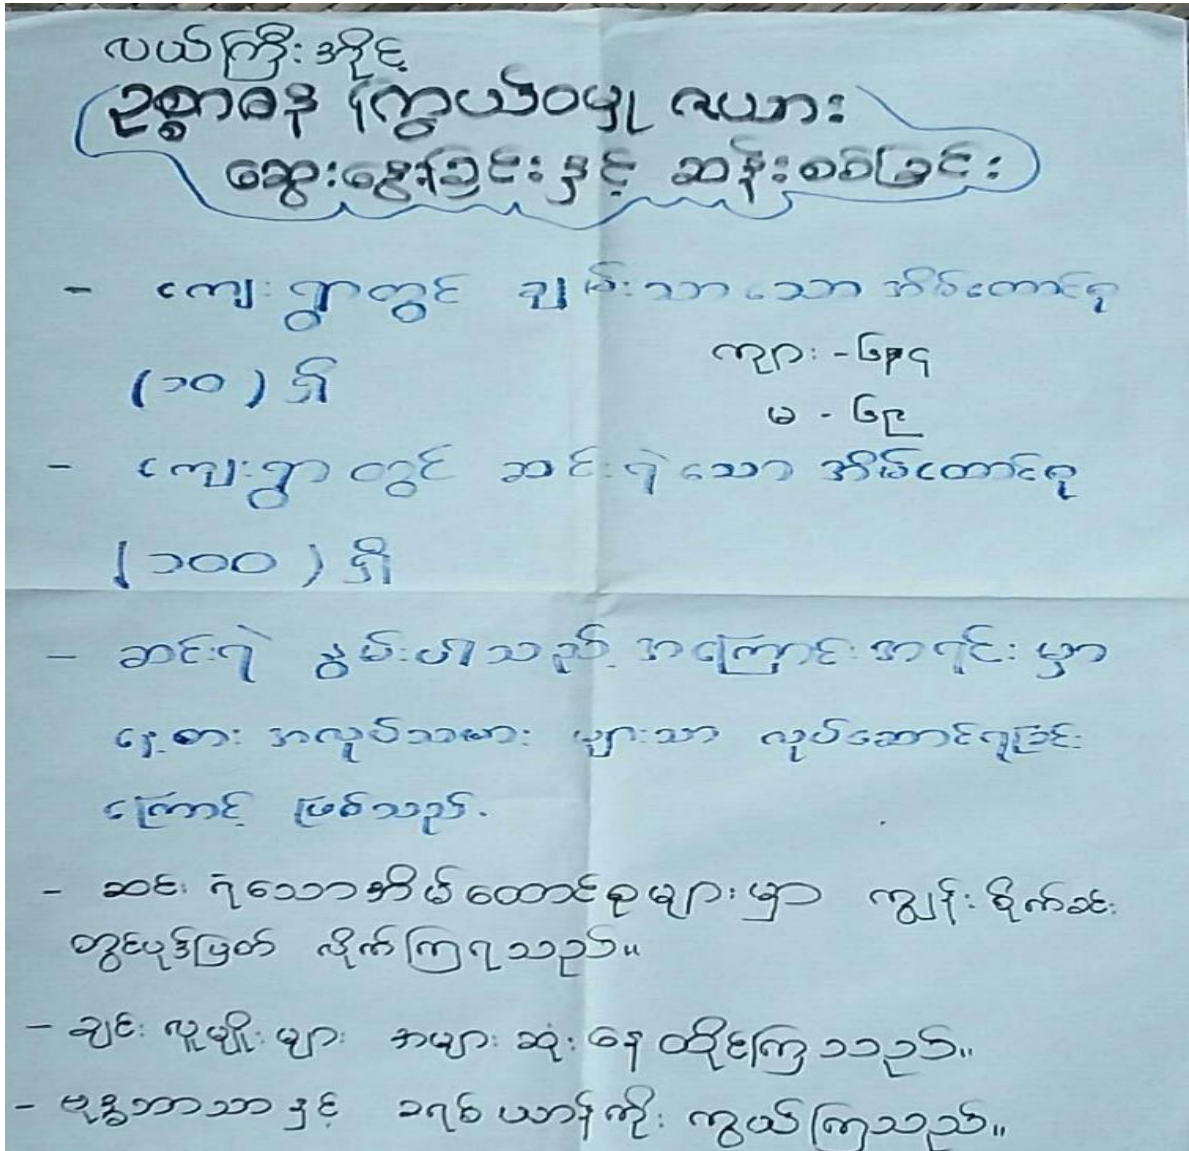 လယ်ကြီးအိုင့်
ဥစ္စာဓန ကြွယ်ဝမှု ဇယား
ဆွေးနွေးခြင်းနှင့် ဆန်းစစ်ခြင်း
- ကျေးရွာတွင် ချမ်းသာသော အိမ်ထောင်စု
ကျား - ၆၅၄
(၁၀) ရှိ
မ - ၆၉
- ကျေးရွာတွင် ဆင်းရဲသော အိမ်ထောင်စု
(၁၀၀) ရှိ
- ဆင်းရဲ နွမ်းပါးသည့် အကြောင်းအရင်းမှာ
နေ့စား အလုပ်သမား များသာ လုပ်ဆောင်ရခြင်း
ကြောင့် ဖြစ်သည်.
- ဆင်းရဲသောအိမ်ထောင်စုများမှာ ကျွန်းစိုက်ခင်း
တွင်ပုဒ်ဖြတ် လိုက်ကြရသည်။
- ချင်းလူမျိုးများ အများဆုံးနေထိုင်ကြသည်။
- ဗုဒ္ဓဘာသာနှင့် ခရစ်ယာန်ကိုးကွယ်ကြသည်။